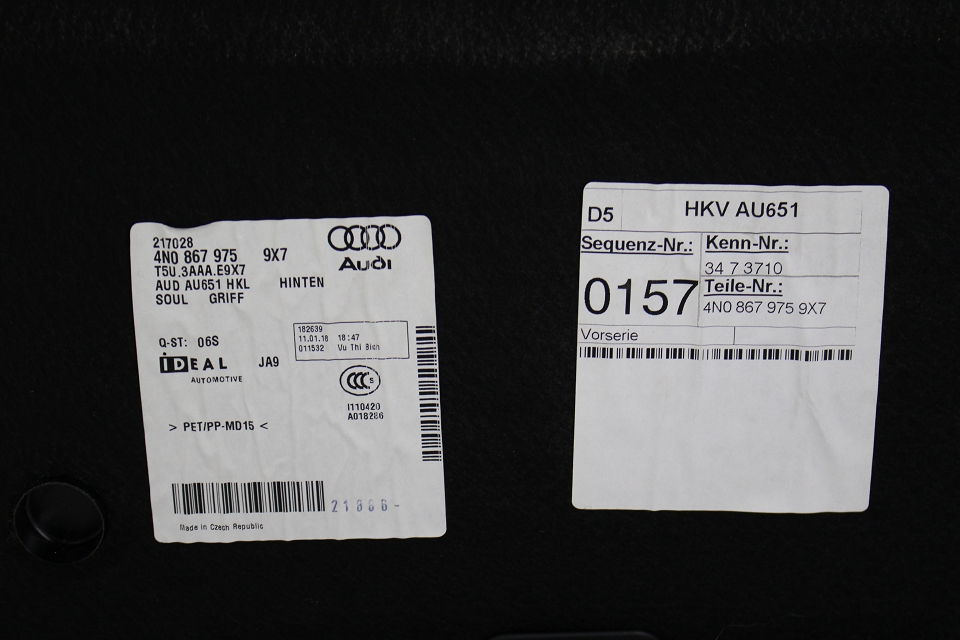 217028
4N0 867 975 9X7
T5U.3AAA.E9X7
AUD AU651 HKL HINTEN
SOUL GRIFF
Audi
Q-ST: 06S
182639
11.01.18 18:47
011532 Vu Thi Bich
IDEAL
AUTOMOTIVE
JA9
CCC S
I110420
A018286
> PET/PP-MD15 <
Made in Czech Republic
D5 HKV AU651
Sequenz-Nr.: Kenn-Nr.:
34 7 3710
0157
Teile-Nr.:
4N0 867 975 9X7
Vorserie